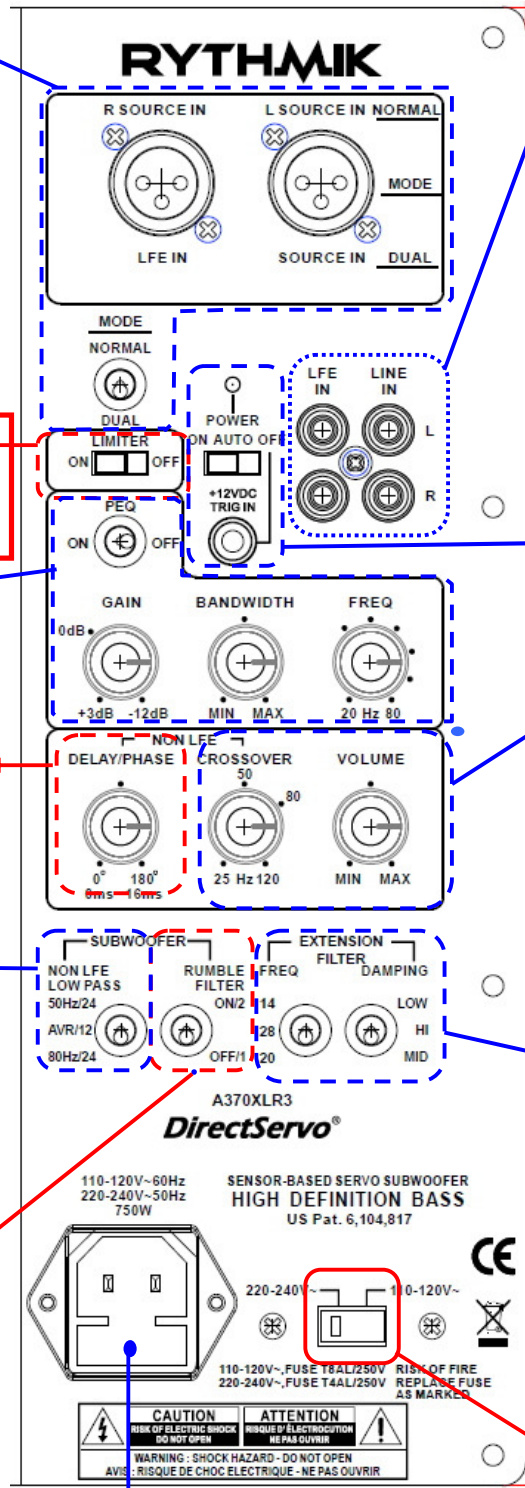 RYTHMIK
R SOURCE IN L SOURCE IN NORMAL
MODE
LFE IN SOURCE IN DUAL
MODE
NORMAL
DUAL
LFE IN LINE IN
L
R
POWER
ON AUTO OFF
+12VDC
TRIG IN
LIMITER
ON OFF
PEQ
ON OFF
GAIN BANDWIDTH FREQ
0dB
+3dB -12dB MIN MAX 20 Hz 80
NON LFE
DELAY/PHASE CROSSOVER VOLUME
50
80
0° 180° 25 Hz 120 MIN MAX
0ms 16ms
SUBWOOFER EXTENSION FILTER
NON LFE LOW PASS RUMBLE FILTER FREQ DAMPING
50Hz/24 ON/2 14 LOW
AVR/12 28 HI
80Hz/24 OFF/1 20 MID
A370XLR3
DirectServo®
110-120V~60Hz
220-240V~50Hz
750W
SENSOR-BASED SERVO SUBWOOFER
HIGH DEFINITION BASS
US Pat. 6,104,817
CE
220-240V~ 110-120V~
110-120V~,FUSE T8AL/250V RISK OF FIRE
220-240V~,FUSE T4AL/250V REPLACE FUSE
AS MARKED
CAUTION ATTENTION
RISK OF ELECTRIC SHOCK RISQUE D'ÉLECTROCUTION
DO NOT OPEN NE PAS OUVRIR
WARNING : SHOCK HAZARD - DO NOT OPEN
AVIS : RISQUE DE CHOC ELECTRIQUE - NE PAS OUVRIR